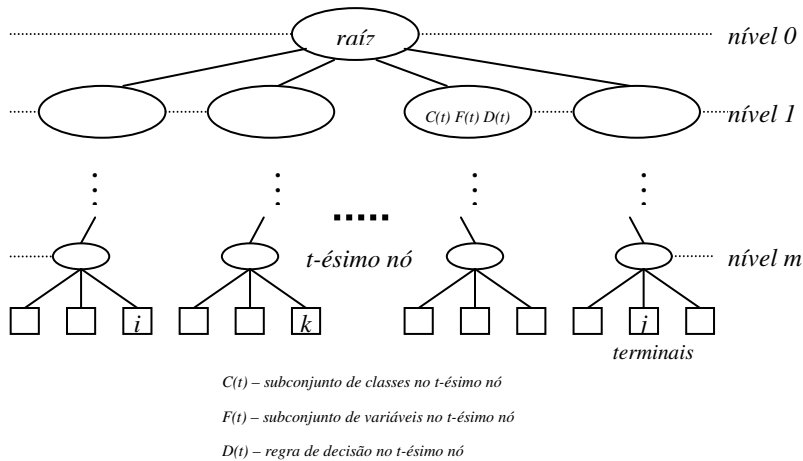 raíz nível 0
C(t) F(t) D(t) nível 1
t-ésimo nó nível m
i k j
terminais
C(t) – subconjunto de classes no t-ésimo nó
F(t) – subconjunto de variáveis no t-ésimo nó
D(t) – regra de decisão no t-ésimo nó